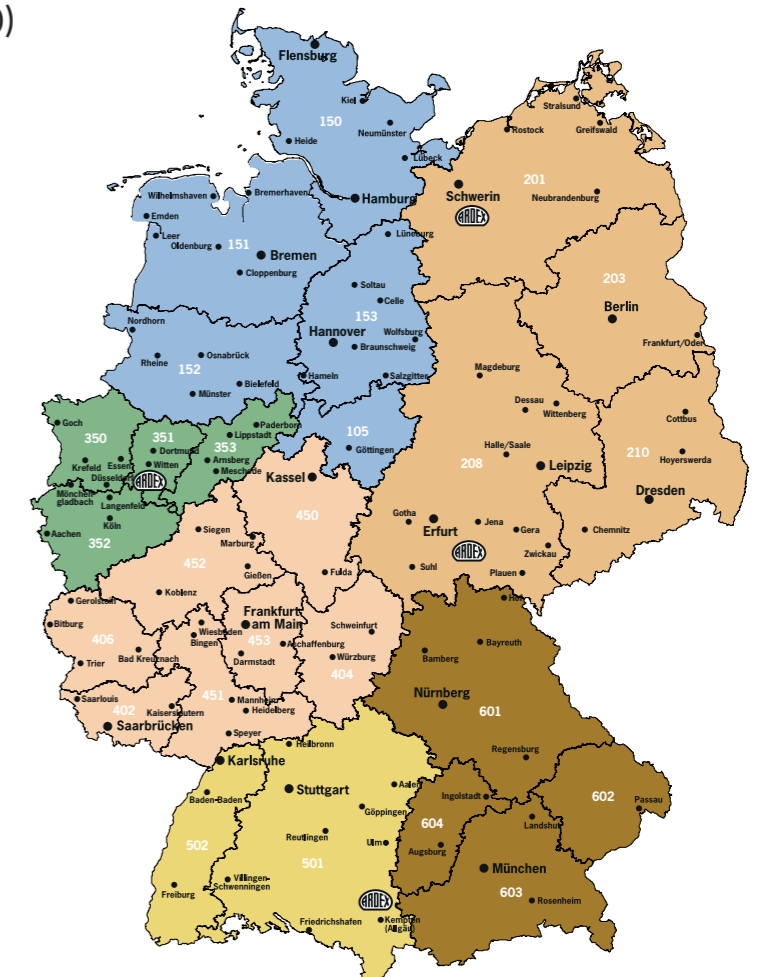 )
Flensburg
Kiel
150
Stralsund
Neumünster
Rostock
Greifswald
Heide
Lübeck
201
Schwerin
Wilhelmshaven
Bremerhaven
Hamburg
Neubrandenburg
ARDEX
Emden
Leer
Lüneburg
Oldenburg
151
Bremen
Cloppenburg
203
Soltau
Celle
Berlin
153
Nordhorn
Hannover
Wolfsburg
Braunschweig
Frankfurt/Oder
Rheine
Osnabrück
152
Magdeburg
Hameln
Salzgitter
Bielefeld
Münster
Dessau
Wittenberg
Cottbus
Goch
Paderborn
350
351
Lippstadt
105
353
Dortmund
Göttingen
Halle/Saale
210
Hoyerswerda
Krefeld
Essen
Witten
Arnsberg
Meschede
208
Leipzig
Düsseldorf
Kassel
ARDEX
Mönchen-
gladbach
Langenfeld
Dresden
450
Köln
Gotha
Erfurt
Jena
Gera
Chemnitz
Aachen
352
Siegen
Marburg
ARDEX
Zwickau
452
Gießen
Fulda
Suhl
Plauen
Koblenz
Gerolstein
Hof
Bitburg
Frankfurt
am Main
Wiesbaden
Schweinfurt
406
Bingen
453
Aschaffenburg
Bayreuth
Bad Kreuznach
Darmstadt
Würzburg
Bamberg
Trier
404
Saarlouis
451
Mannheim
Nürnberg
402
Kaiserslautern
Heidelberg
601
Saarbrücken
Speyer
Heilbronn
Regensburg
Karlsruhe
Stuttgart
Aalen
Baden-Baden
Ingolstadt
602
Passau
Göppingen
604
Landshut
Reutlingen
Ulm
Augsburg
502
501
München
Villingen-
Schwenningen
603
Freiburg
ARDEX
Rosenheim
Friedrichshafen
Kempten
(Allgäu)